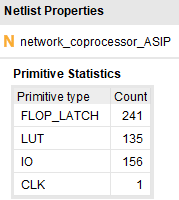 Netlist Properties
N network_coprocessor_ASIP
Primitive Statistics
Primitive type Count
FLOP_LATCH 241
LUT 135
IO 156
CLK 1